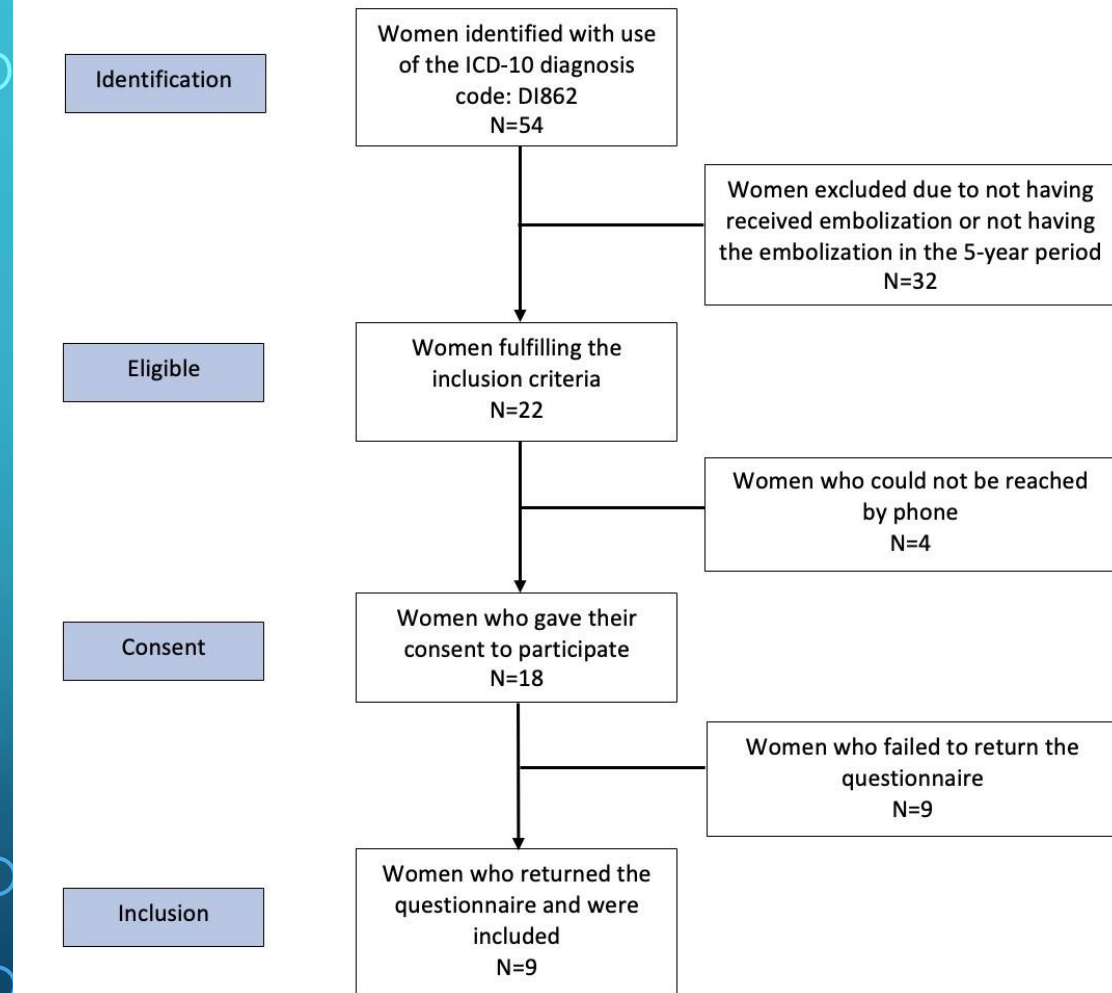 Identification
Women identified with use
of the ICD-10 diagnosis
code: DI862
N=54
Women excluded due to not having
received embolization or not having
the embolization in the 5-year period
N=32
Eligible
Women fulfilling the
inclusion criteria
N=22
Women who could not be reached
by phone
N=4
Consent
Women who gave their
consent to participate
N=18
Women who failed to return the
questionnaire
N=9
Inclusion
Women who returned the
questionnaire and were
included
N=9